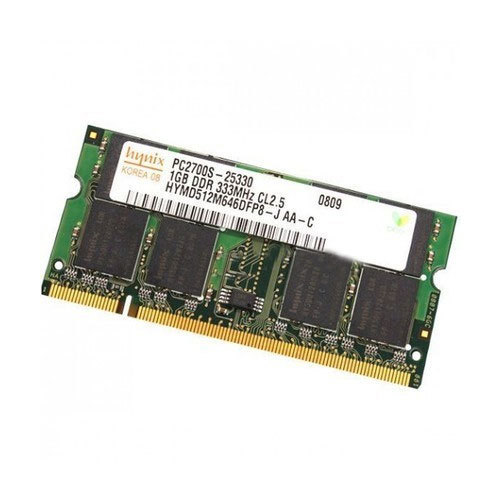 hynix
KOREA 08
PC2700S-25330
1GB DDR 333MHz CL2.5
0809
HYMD512M646DFP8-J AA-C